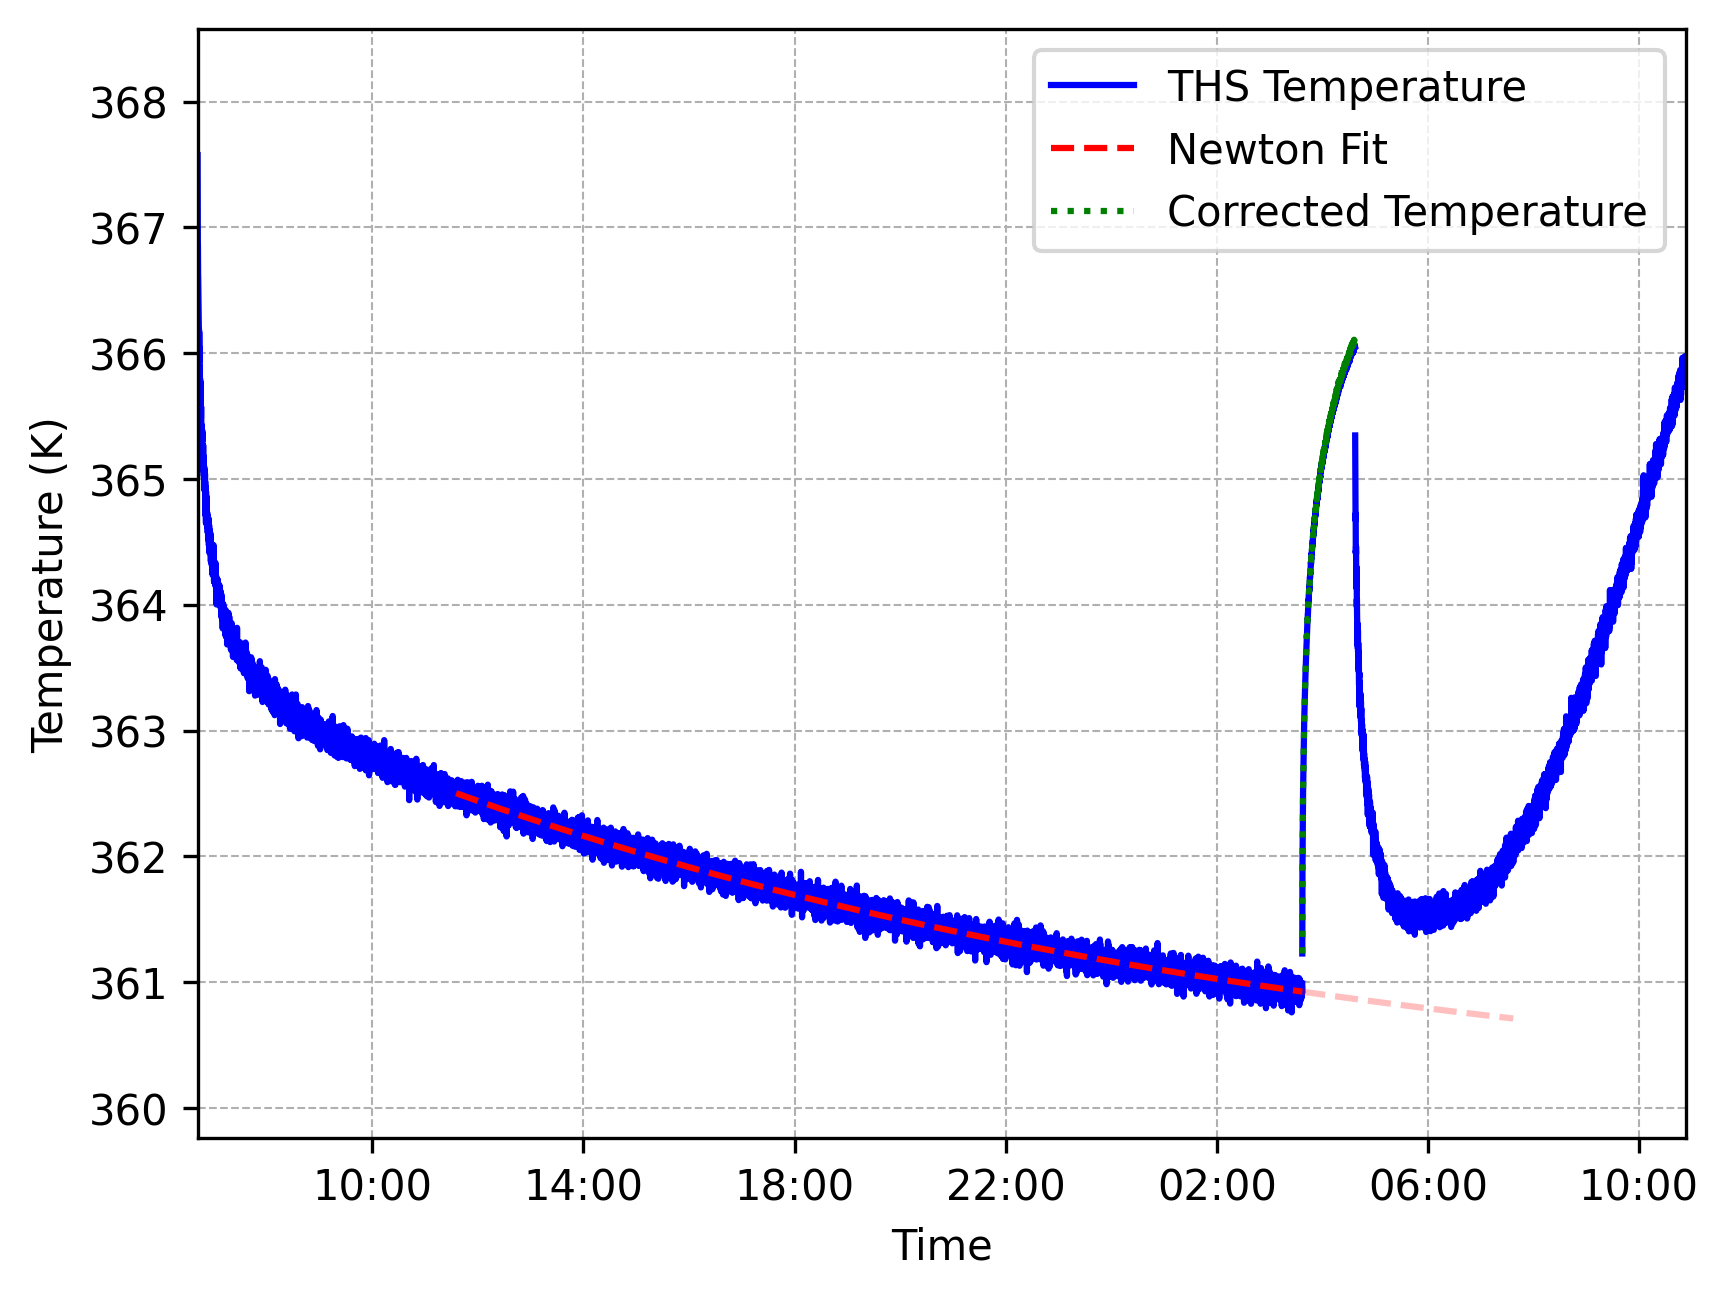 THS Temperature
Newton Fit
Corrected Temperature
368
367
366
365
364
363
362
361
360
Temperature (K)
10:00 14:00 18:00 22:00 02:00 06:00 10:00
Time